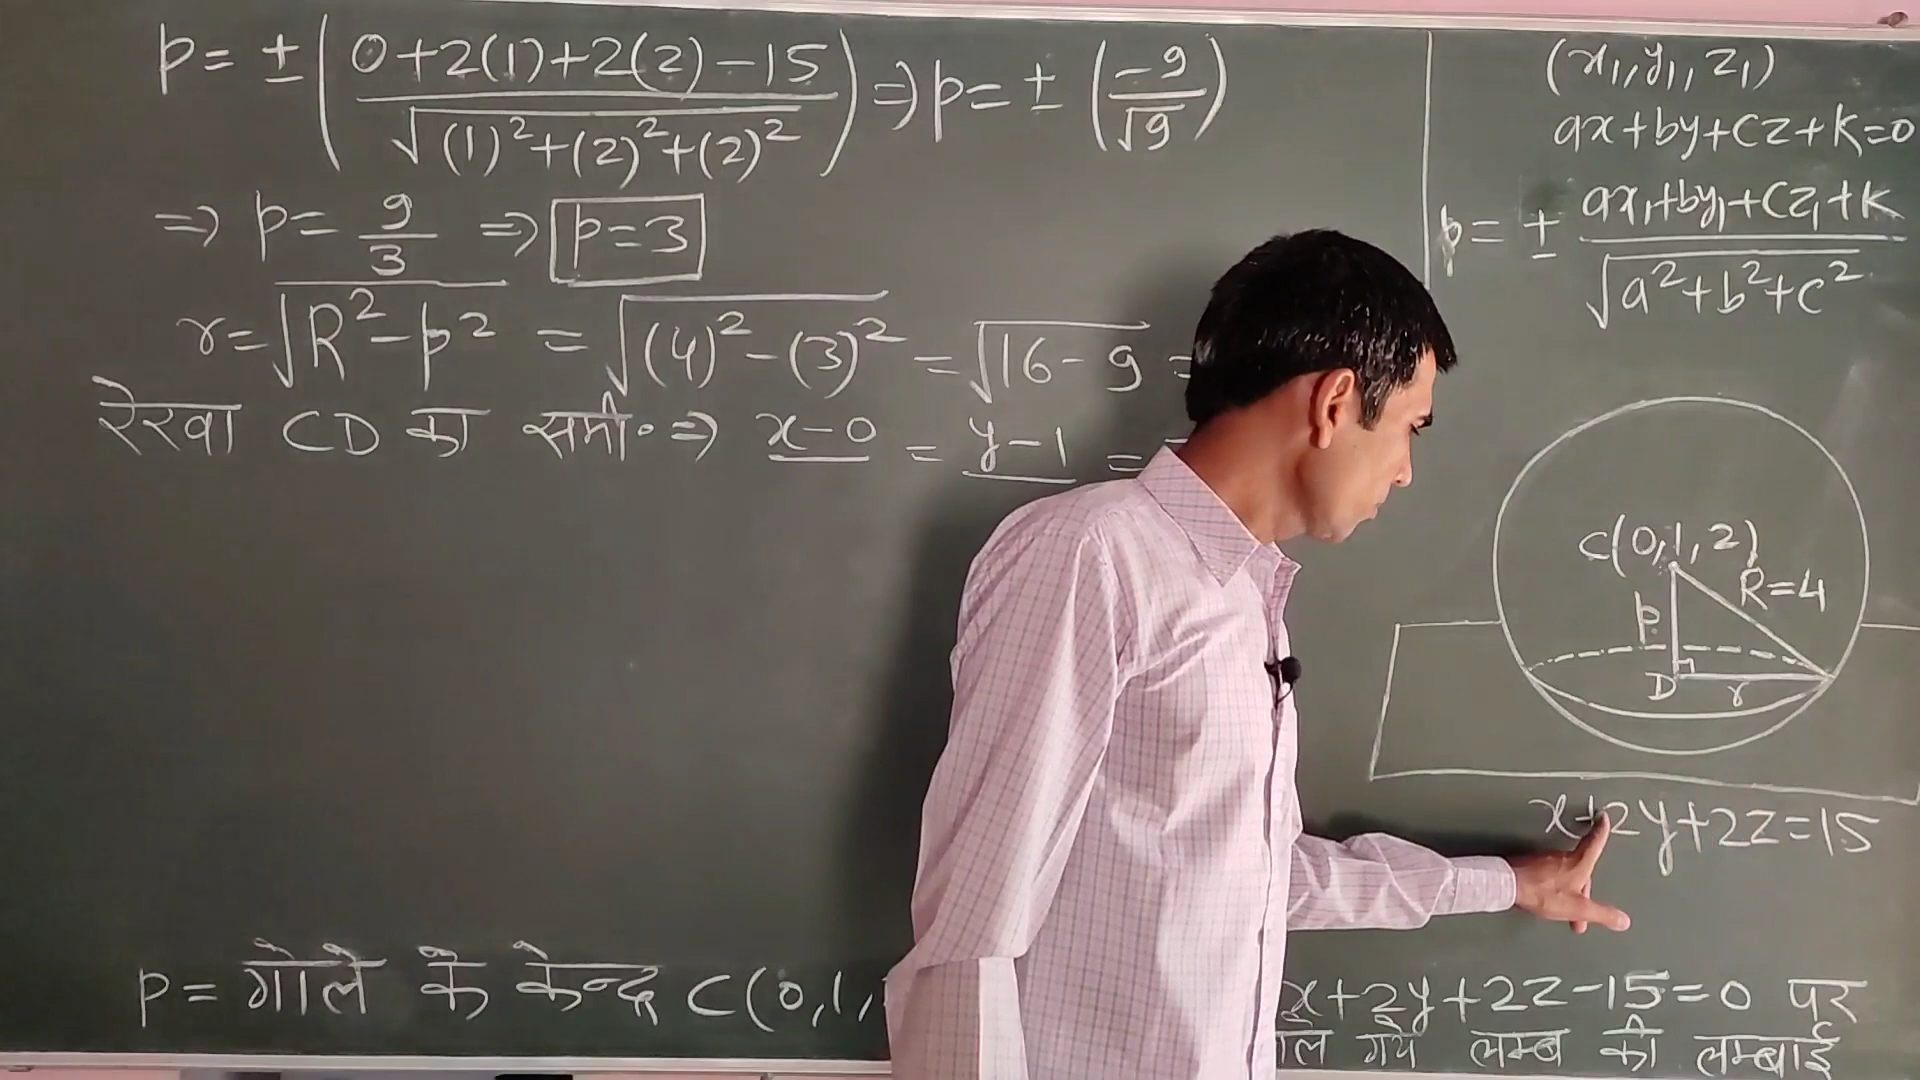 p = ± ( 0+2(1)+2(2)-15 / √(1)²+(2)²+(2)² ) ⇒ p = ± ( -9 / √9 )
⇒ p = 9/3 ⇒ p=3
r = √R²-p² = √(4)²-(3)² = √16-9 =
रेखा CD का समी० ⇒ x-0 = y-1 =
p = गोले के केन्द्र C(0,1, x+2y+2z-15=0 पर
गये लम्ब की लम्बाई
(x₁,y₁,z₁)
ax+by+cz+k=0
p = ± ax₁+by₁+cz₁+k / √a²+b²+c²
C(0,1,2)
R=4
p
D r
x+2y+2z=15